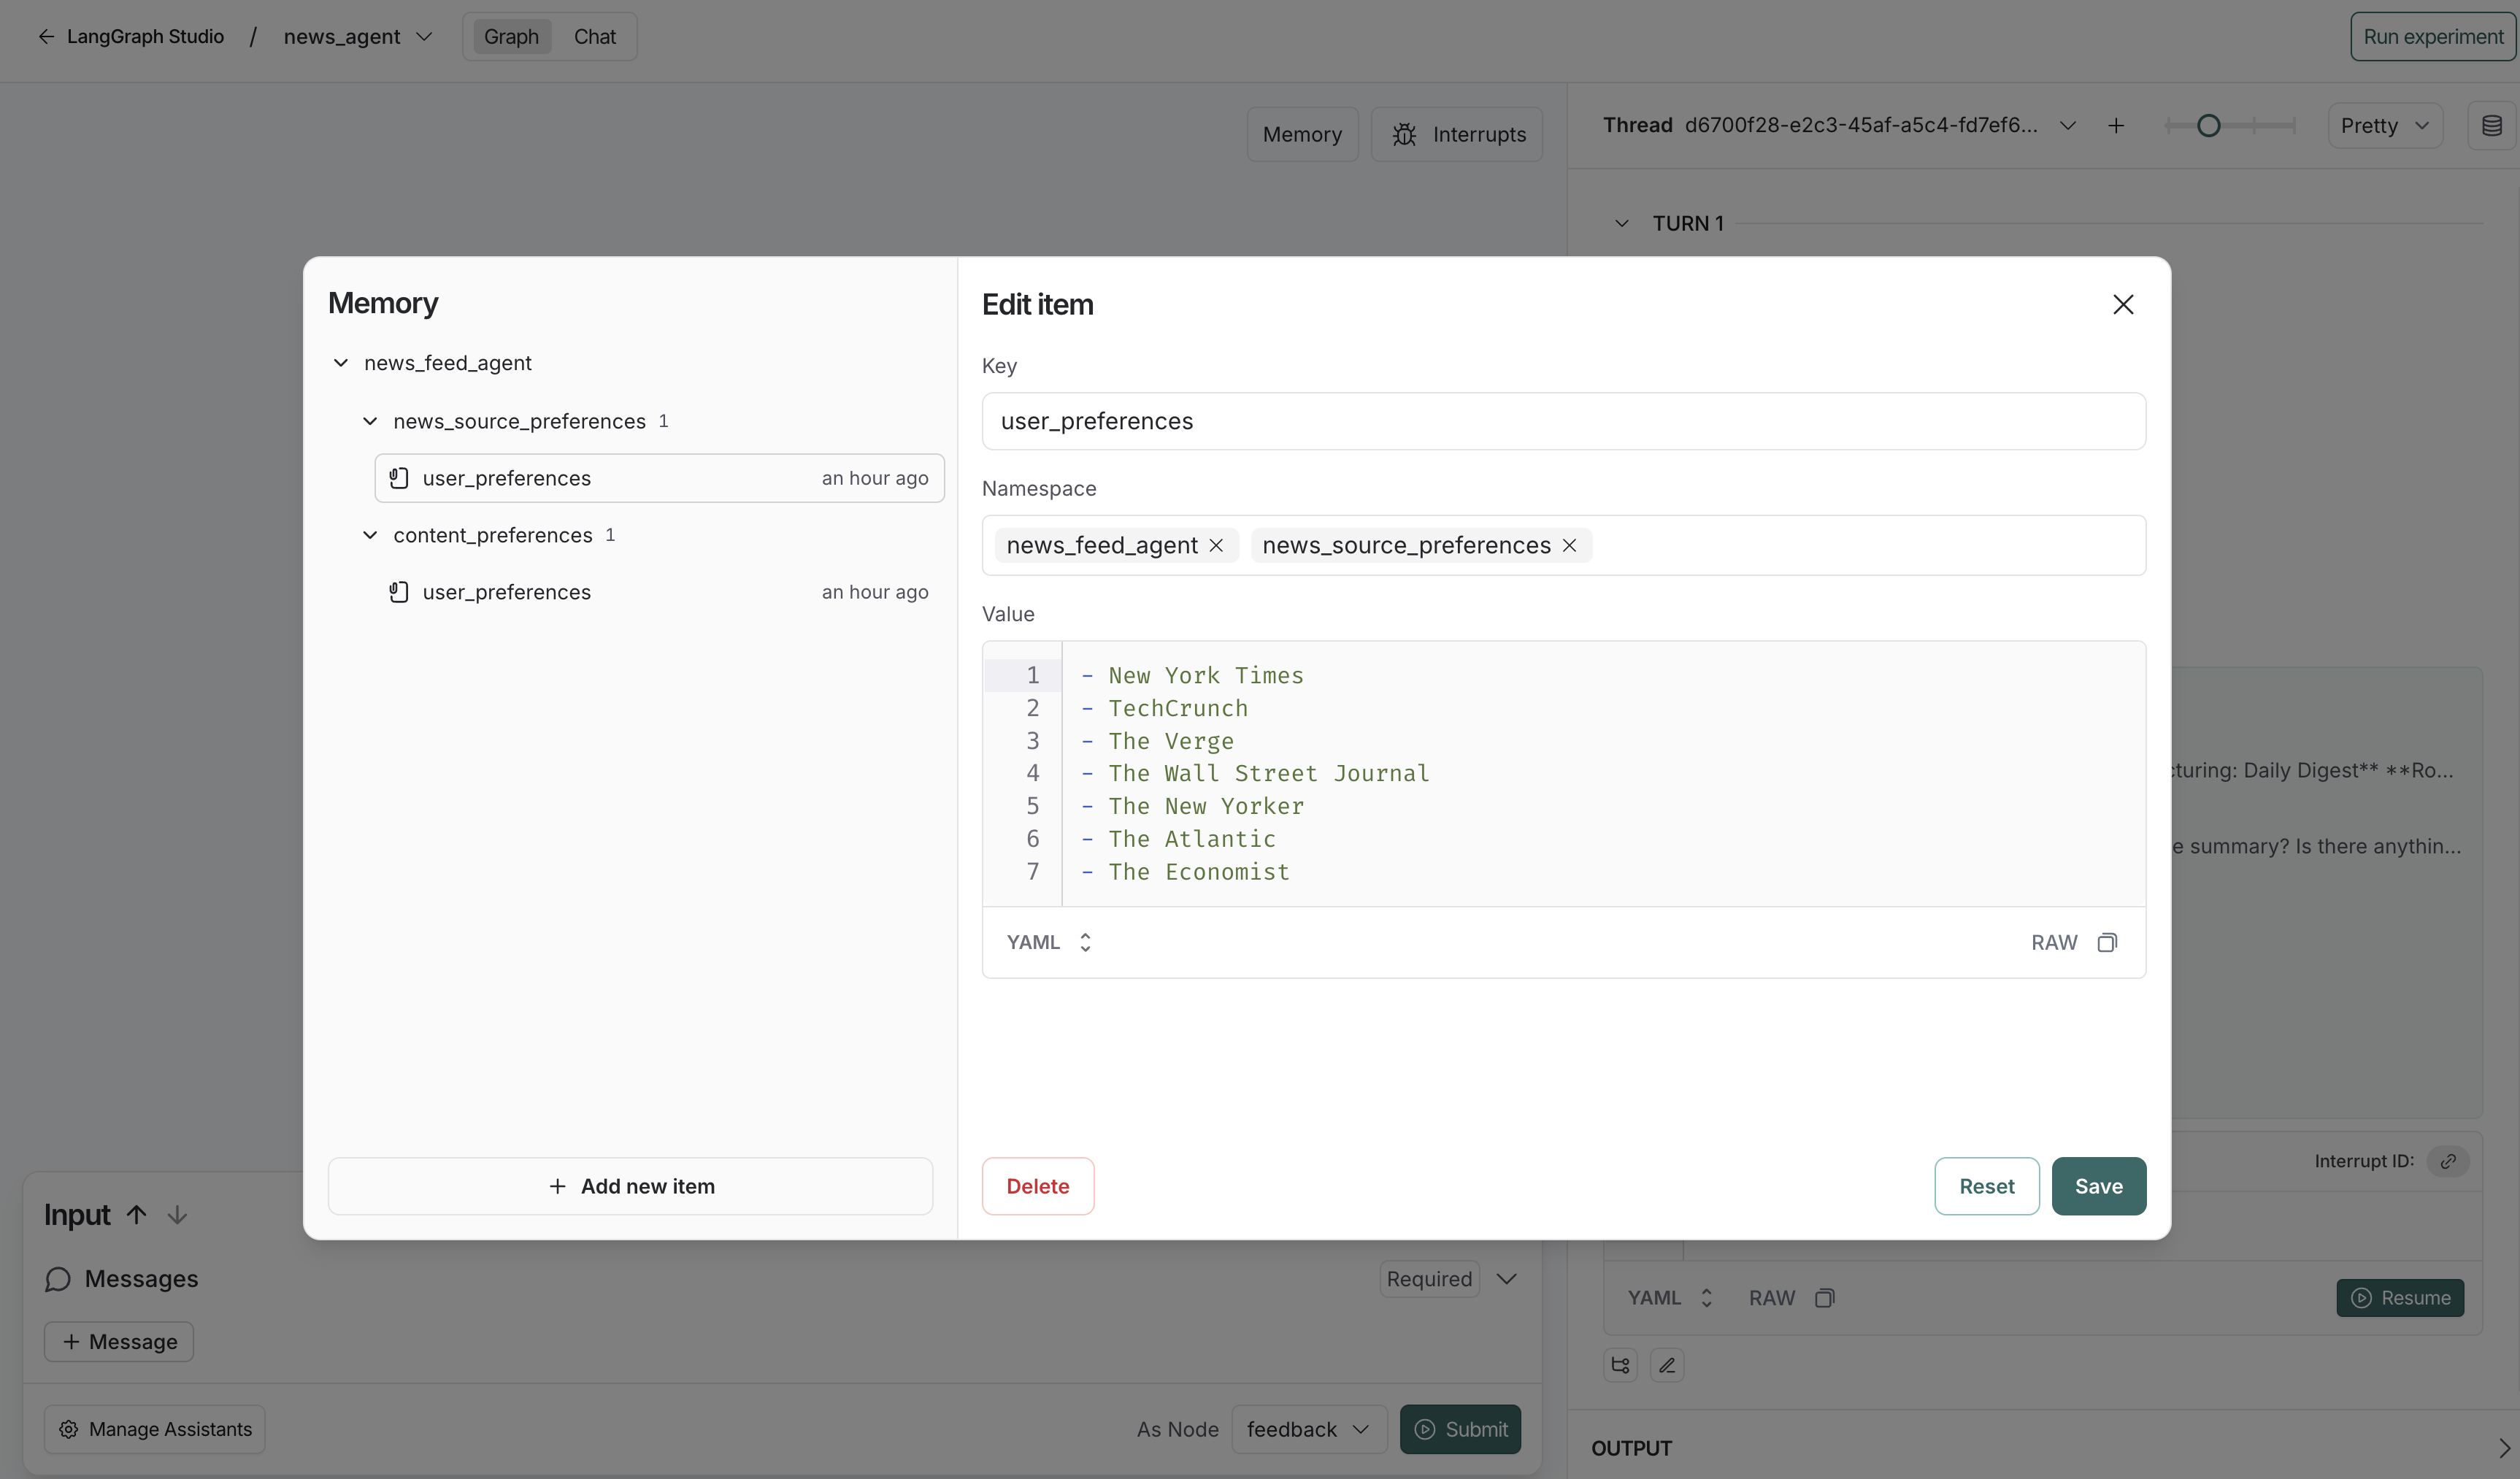 LangGraph Studio / news_agent Graph Chat Run experiment
Memory Interrupts
Thread d6700f28-e2c3-45af-a5c4-fd7ef6... Pretty
TURN 1
Memory
news_feed_agent
news_source_preferences 1
user_preferences an hour ago
content_preferences 1
user_preferences an hour ago
+ Add new item
Edit item
Key
user_preferences
Namespace
news_feed_agent news_source_preferences
Value
1 - New York Times
2 - TechCrunch
3 - The Verge
4 - The Wall Street Journal
5 - The New Yorker
6 - The Atlantic
7 - The Economist
YAML RAW
Delete Reset Save
cturing: Daily Digest** **Ro...
e summary? Is there anythin...
Interrupt ID:
YAML RAW Resume
OUTPUT
Input
Messages Required
+ Message
Manage Assistants As Node feedback Submit